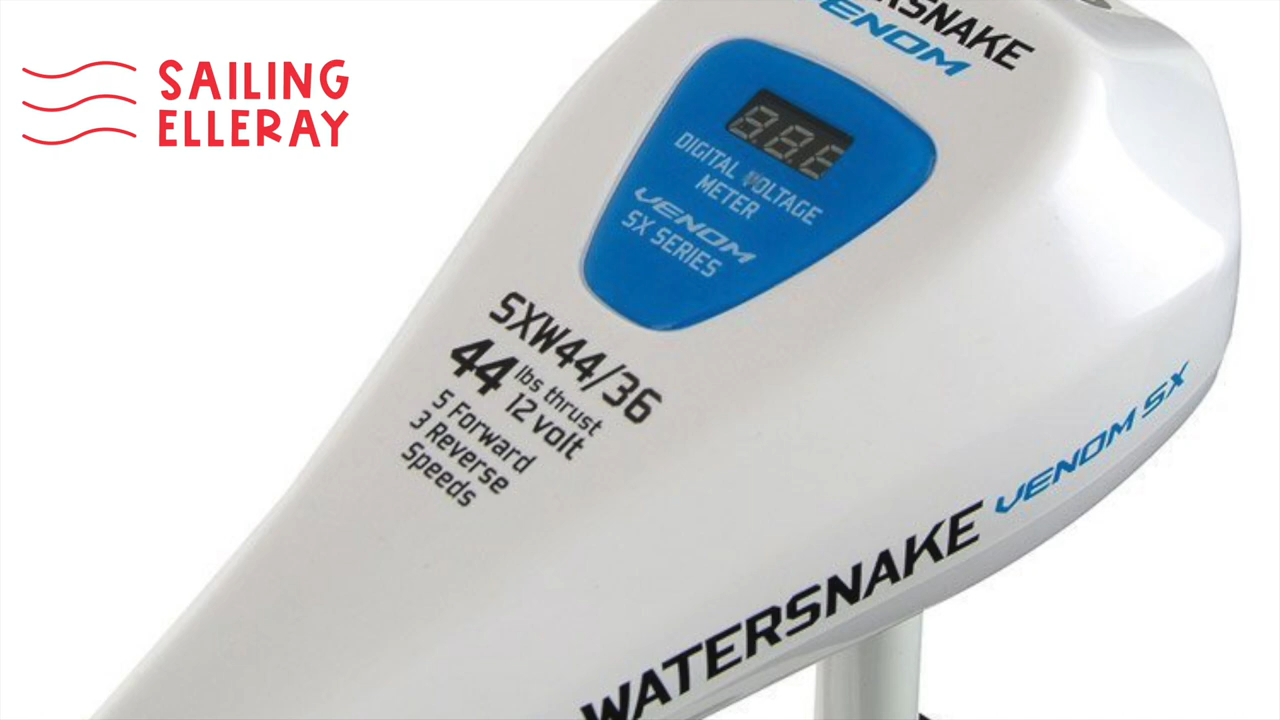 SAILING
ELLERAY
WATERSNAKE
VENOM
DIGITAL VOLTAGE
METER
VENOM
SX SERIES
SXW44/36
44 lbs thrust
12 volt
5 Forward
3 Reverse
Speeds
WATERSNAKE VENOM SX